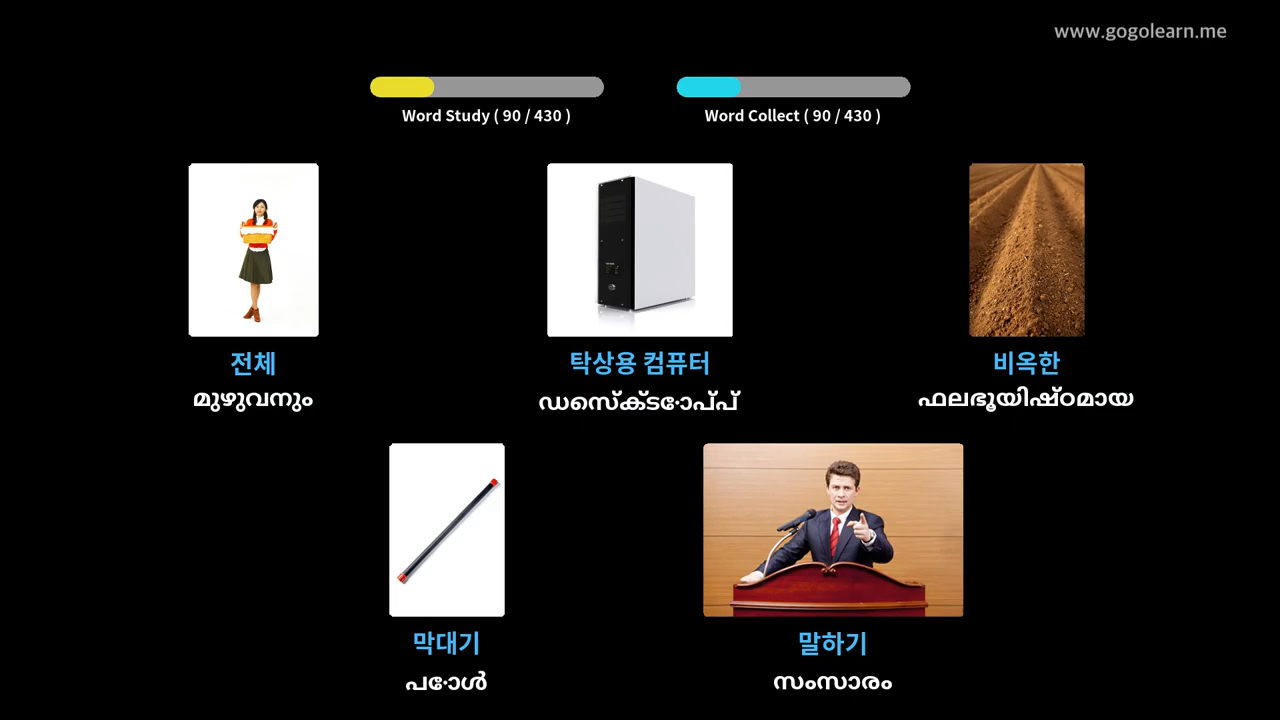 www.gogolearn.me
Word Study ( 90 / 430 )
Word Collect ( 90 / 430 )
전체
탁상용 컴퓨터
비옥한
മുഴുവനും
ഡെസ്ക്ടോപ്പ്
ഫലഭൂയിഷ്ഠമായ
막대기
말하기
പോൾ
സംസാരം